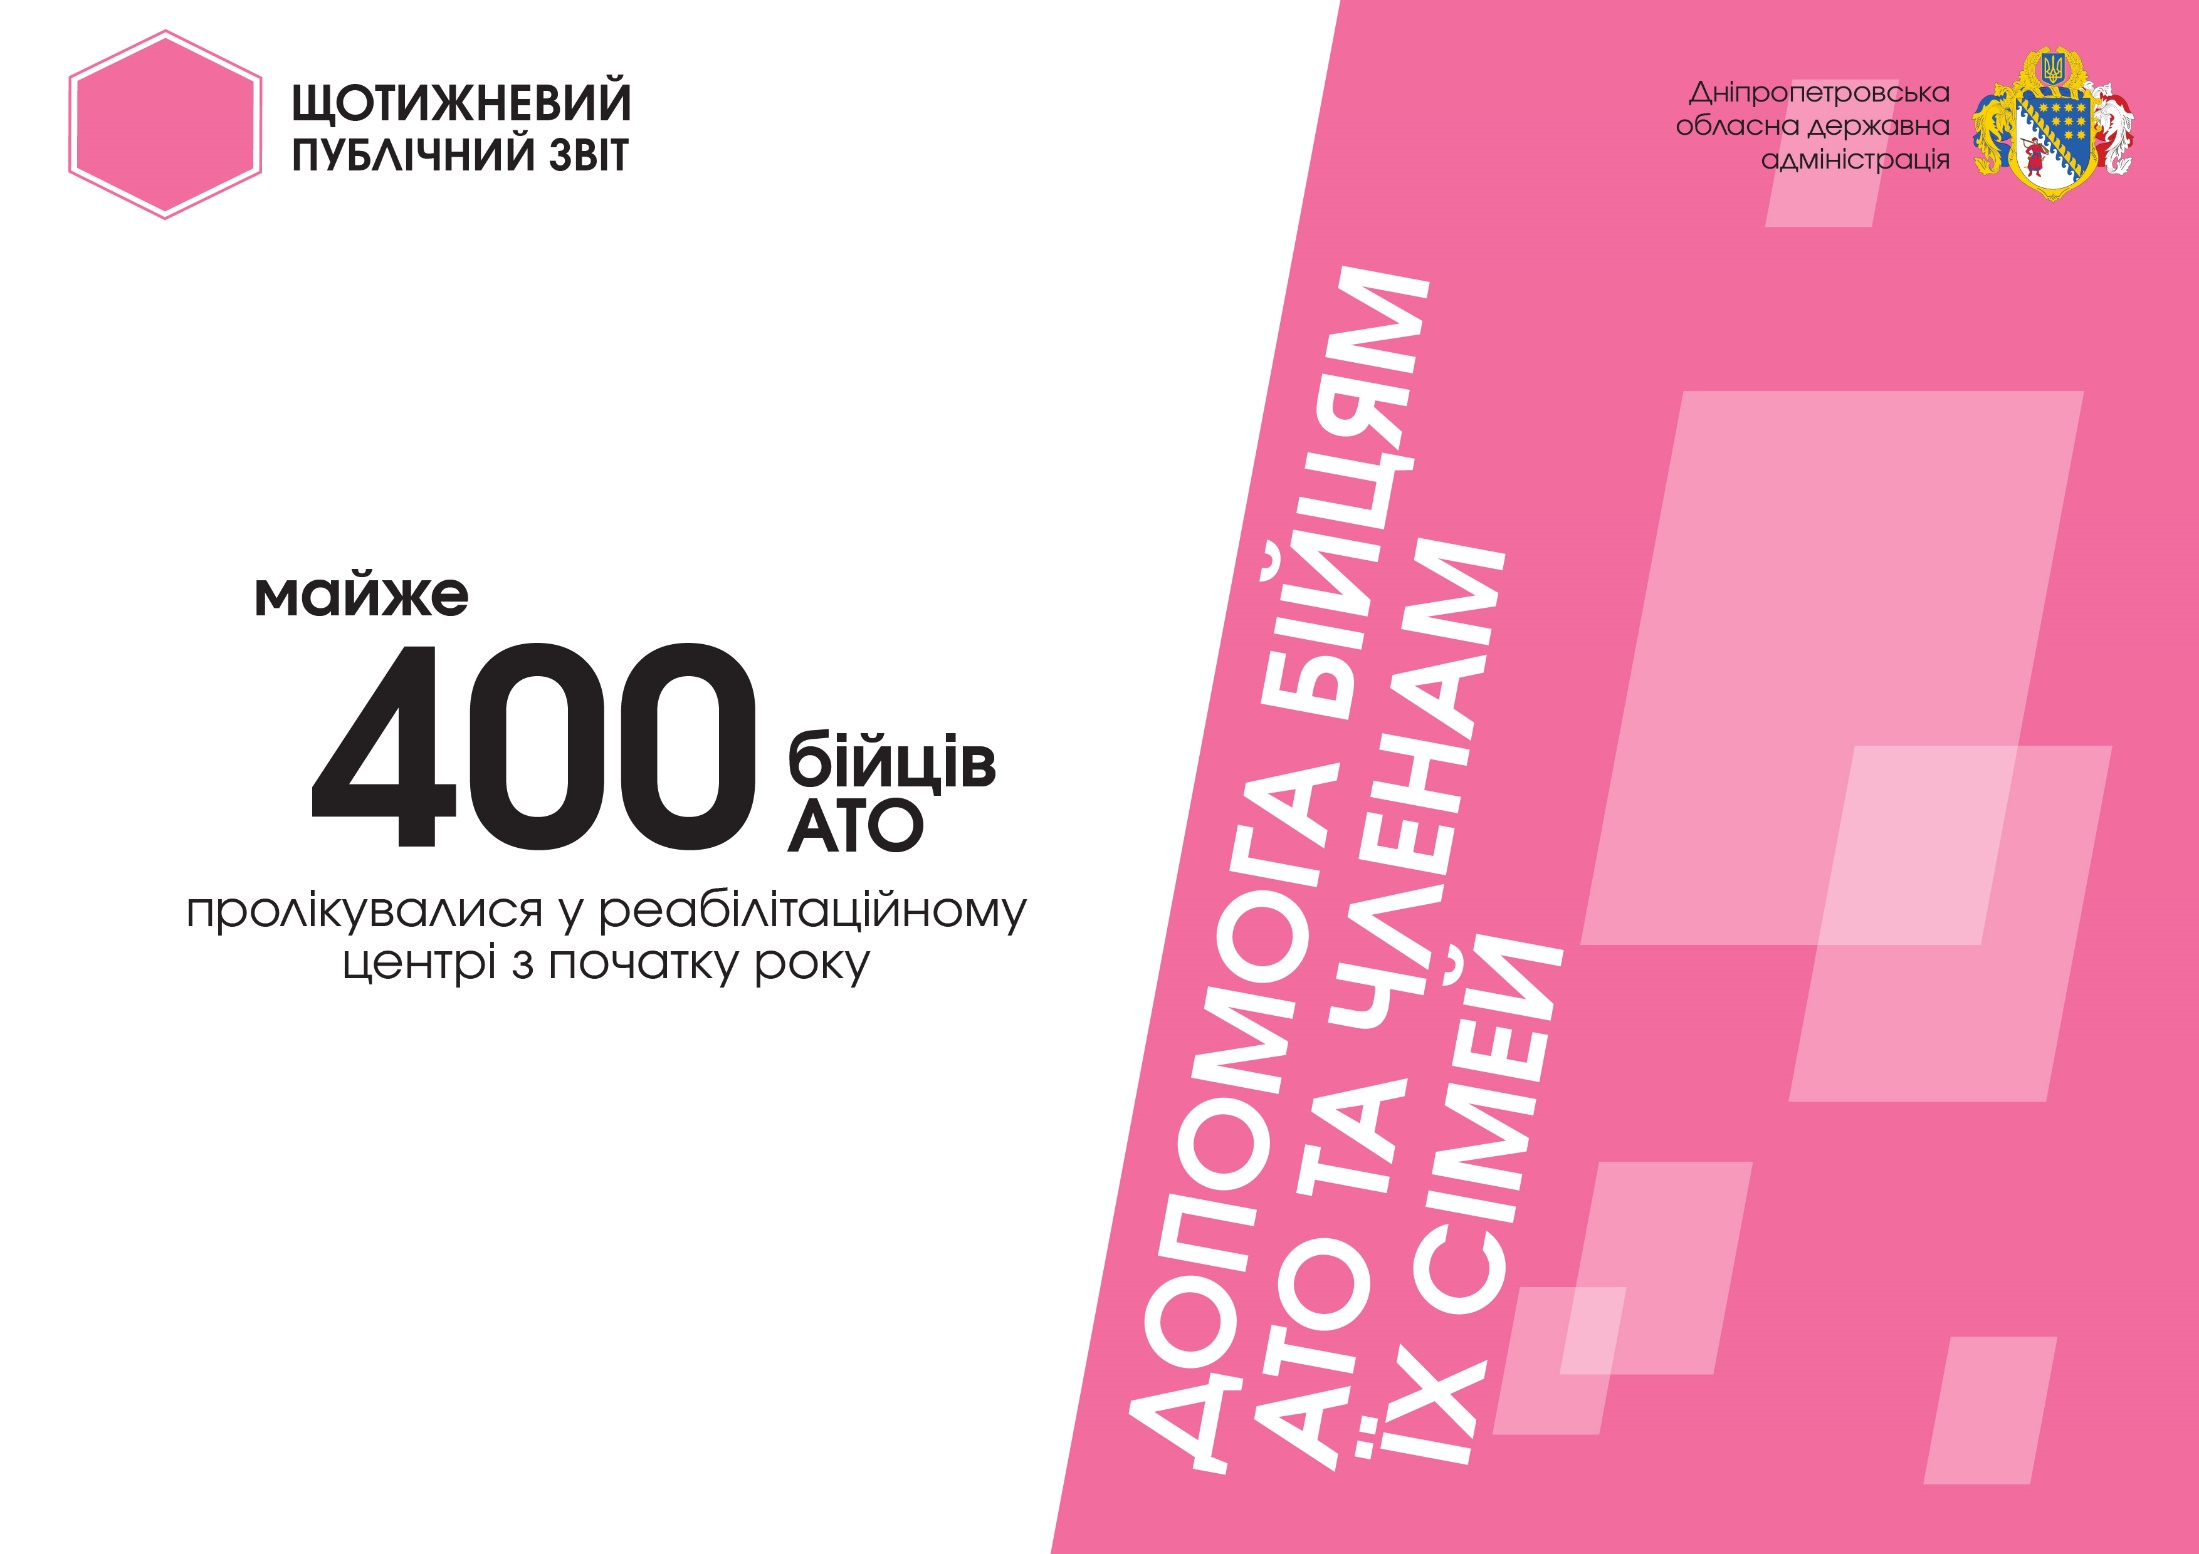 ЩОТИЖНЕВИЙ
ПУБЛІЧНИЙ ЗВІТ
Дніпропетровська
обласна державна
адміністрація
майже
400 бійців
АТО
пролікувалися у реабілітаційному
центрі з початку року
ДОПОМОГА БІЙЦЯМ
АТО ТА ЧЛЕНАМ
ЇХ СІМЕЙ